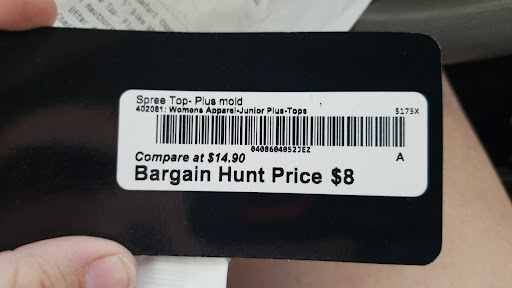 Spree Top- Plus mold
402081: Womens Apparel-Junior Plus-Tops
5175X
Compare at $14.90
A
Bargain Hunt Price $8